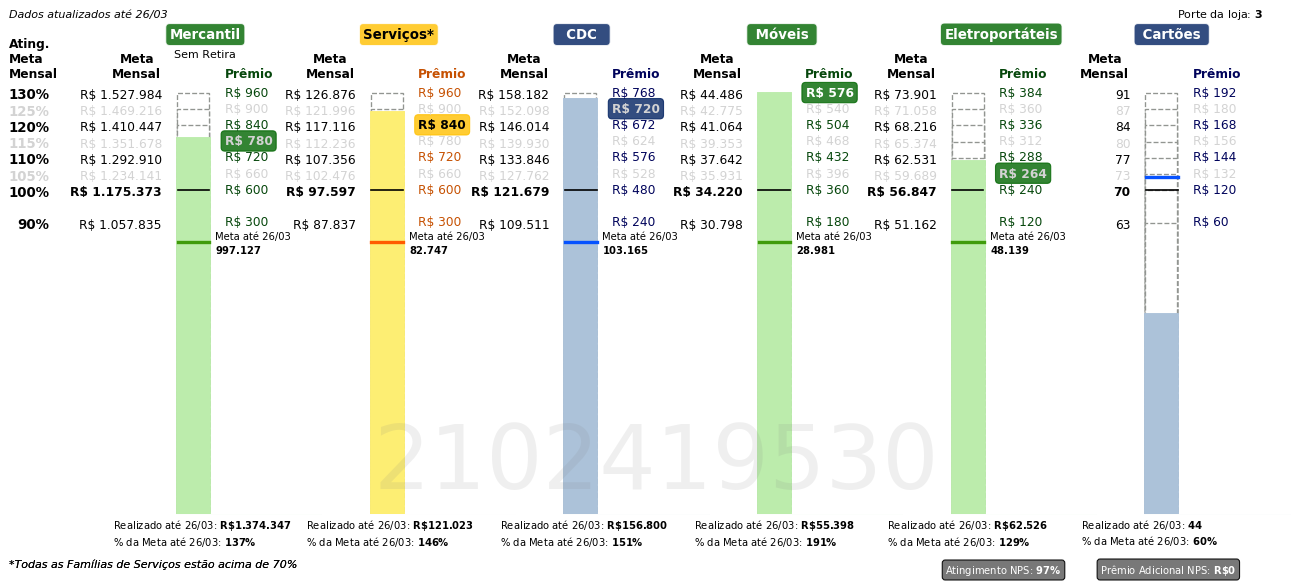 Dados atualizados até 26/03
Porte da loja: 3
Mercantil Serviços* CDC Móveis Eletroportáteis Cartões
Sem Retira
Ating. Meta Mensal
Meta Mensal Prêmio Meta Mensal Prêmio Meta Mensal Prêmio Meta Mensal Prêmio Meta Mensal Prêmio Meta Mensal Prêmio
130% R$ 1.527.984 R$ 960 R$ 126.876 R$ 960 R$ 158.182 R$ 768 R$ 44.486 R$ 576 R$ 73.901 R$ 384 91 R$ 192
125% R$ 1.469.216 R$ 900 R$ 121.996 R$ 900 R$ 152.098 R$ 720 R$ 42.775 R$ 540 R$ 71.058 R$ 360 87 R$ 180
120% R$ 1.410.447 R$ 840 R$ 117.116 R$ 840 R$ 146.014 R$ 672 R$ 41.064 R$ 504 R$ 68.216 R$ 336 84 R$ 168
115% R$ 1.351.678 R$ 780 R$ 112.236 R$ 780 R$ 139.930 R$ 624 R$ 39.353 R$ 468 R$ 65.374 R$ 312 80 R$ 156
110% R$ 1.292.910 R$ 720 R$ 107.356 R$ 720 R$ 133.846 R$ 576 R$ 37.642 R$ 432 R$ 62.531 R$ 288 77 R$ 144
105% R$ 1.234.141 R$ 660 R$ 102.476 R$ 660 R$ 127.762 R$ 528 R$ 35.931 R$ 396 R$ 59.689 R$ 264 73 R$ 132
100% R$ 1.175.373 R$ 600 R$ 97.597 R$ 600 R$ 121.679 R$ 480 R$ 34.220 R$ 360 R$ 56.847 R$ 240 70 R$ 120
90% R$ 1.057.835 R$ 300 R$ 87.837 R$ 300 R$ 109.511 R$ 240 R$ 30.798 R$ 180 R$ 51.162 R$ 120 63 R$ 60
Meta até 26/03 Meta até 26/03 Meta até 26/03 Meta até 26/03 Meta até 26/03
997.127 82.747 103.165 28.981 48.139
2102419530
Realizado até 26/03: R$1.374.347 Realizado até 26/03: R$121.023 Realizado até 26/03: R$156.800 Realizado até 26/03: R$55.398 Realizado até 26/03: R$62.526 Realizado até 26/03: 44
% da Meta até 26/03: 137% % da Meta até 26/03: 146% % da Meta até 26/03: 151% % da Meta até 26/03: 191% % da Meta até 26/03: 129% % da Meta até 26/03: 60%
*Todas as Famílias de Serviços estão acima de 70%
Atingimento NPS: 97% Prêmio Adicional NPS: R$0